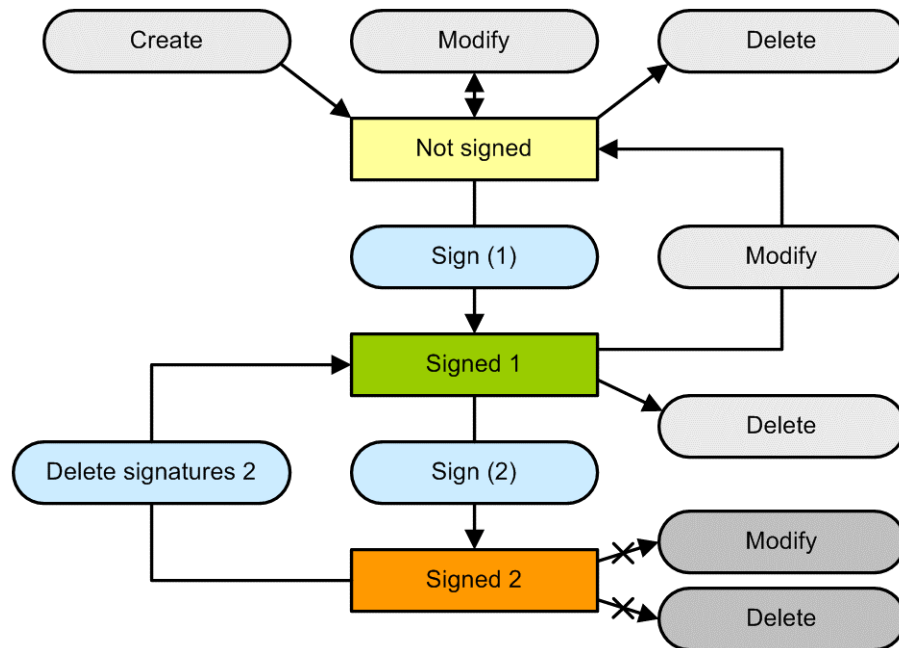 Create
Modify
Delete
Not signed
Sign (1)
Modify
Signed 1
Delete
Delete signatures 2
Sign (2)
Modify
Signed 2
Delete